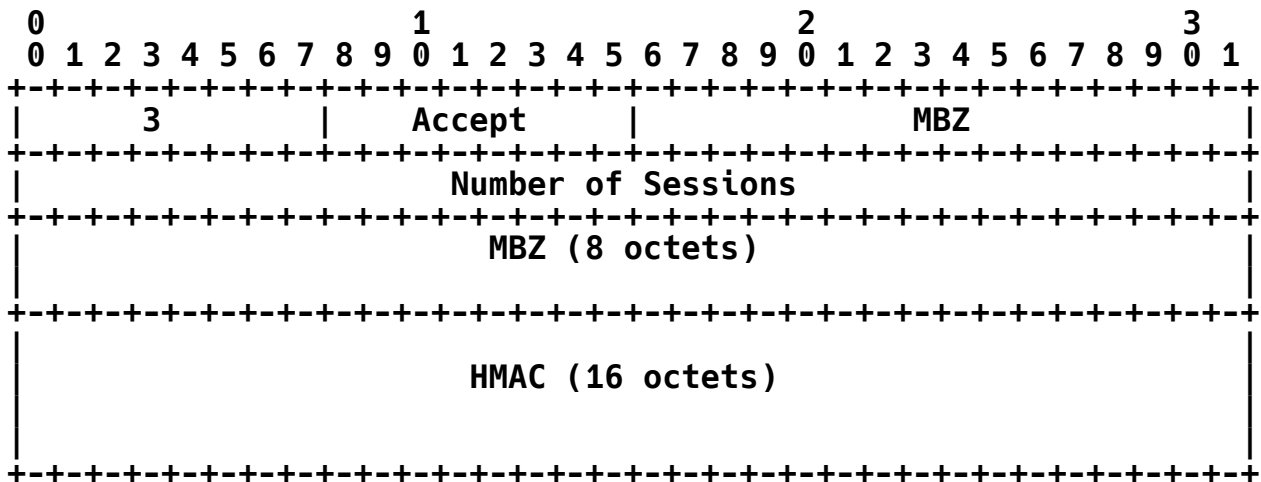 0                   1                   2                   3
 0 1 2 3 4 5 6 7 8 9 0 1 2 3 4 5 6 7 8 9 0 1 2 3 4 5 6 7 8 9 0 1
+-+-+-+-+-+-+-+-+-+-+-+-+-+-+-+-+-+-+-+-+-+-+-+-+-+-+-+-+-+-+-+-+
|      3        |    Accept     |              MBZ              |
+-+-+-+-+-+-+-+-+-+-+-+-+-+-+-+-+-+-+-+-+-+-+-+-+-+-+-+-+-+-+-+-+
|                      Number of Sessions                       |
+-+-+-+-+-+-+-+-+-+-+-+-+-+-+-+-+-+-+-+-+-+-+-+-+-+-+-+-+-+-+-+-+
|                        MBZ (8 octets)                         |
|                                                               |
+-+-+-+-+-+-+-+-+-+-+-+-+-+-+-+-+-+-+-+-+-+-+-+-+-+-+-+-+-+-+-+-+
|                                                               |
|                       HMAC (16 octets)                        |
|                                                               |
|                                                               |
+-+-+-+-+-+-+-+-+-+-+-+-+-+-+-+-+-+-+-+-+-+-+-+-+-+-+-+-+-+-+-+-+